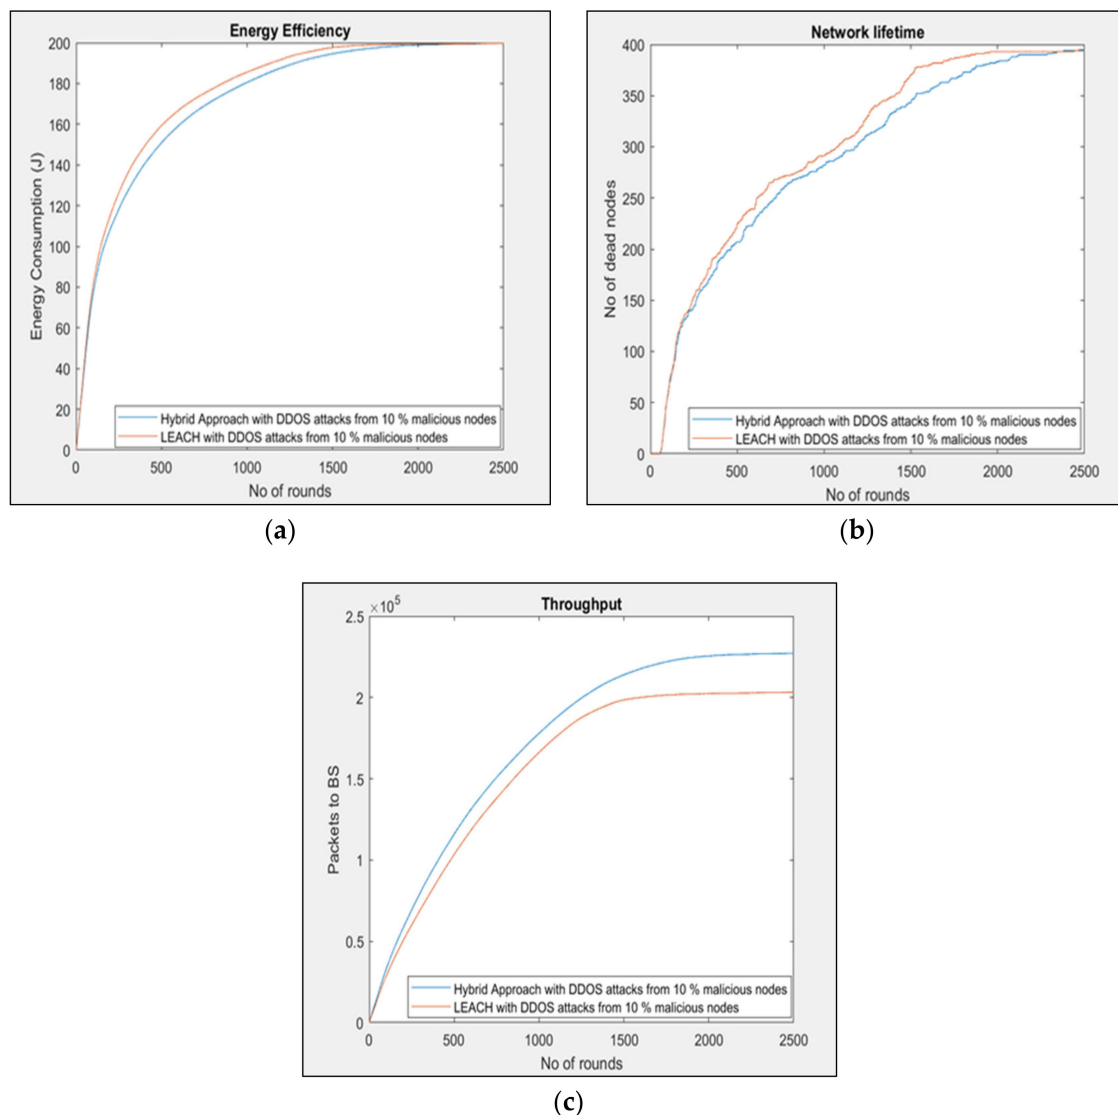 Energy Efficiency
200
180
160
140
120
100
80
60
40
20
0
Energy Consumption (J)
Hybrid Approach with DDOS attacks from 10 % malicious nodes
LEACH with DDOS attacks from 10 % malicious nodes
0 500 1000 1500 2000 2500
No of rounds
(a)
Network lifetime
400
350
300
250
200
150
100
50
0
No of dead nodes
Hybrid Approach with DDOS attacks from 10 % malicious nodes
LEACH with DDOS attacks from 10 % malicious nodes
0 500 1000 1500 2000 2500
No of rounds
(b)
Throughput
×10⁵
2.5
2
1.5
1
0.5
0
Packets to BS
Hybrid Approach with DDOS attacks from 10 % malicious nodes
LEACH with DDOS attacks from 10 % malicious nodes
0 500 1000 1500 2000 2500
No of rounds
(c)